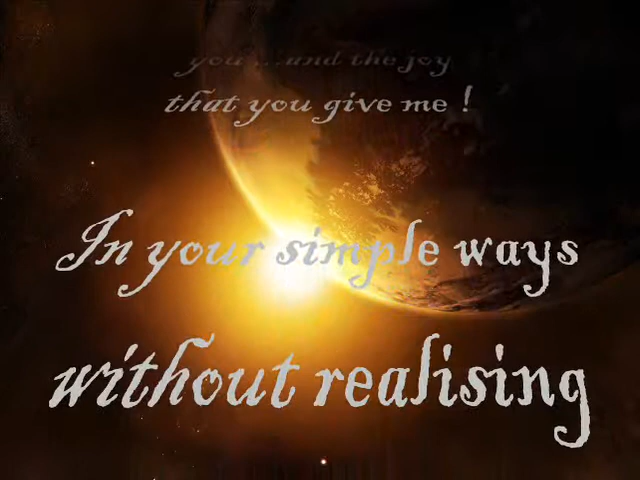 you ...and the joy
that you give me !
In your simple ways
without realising